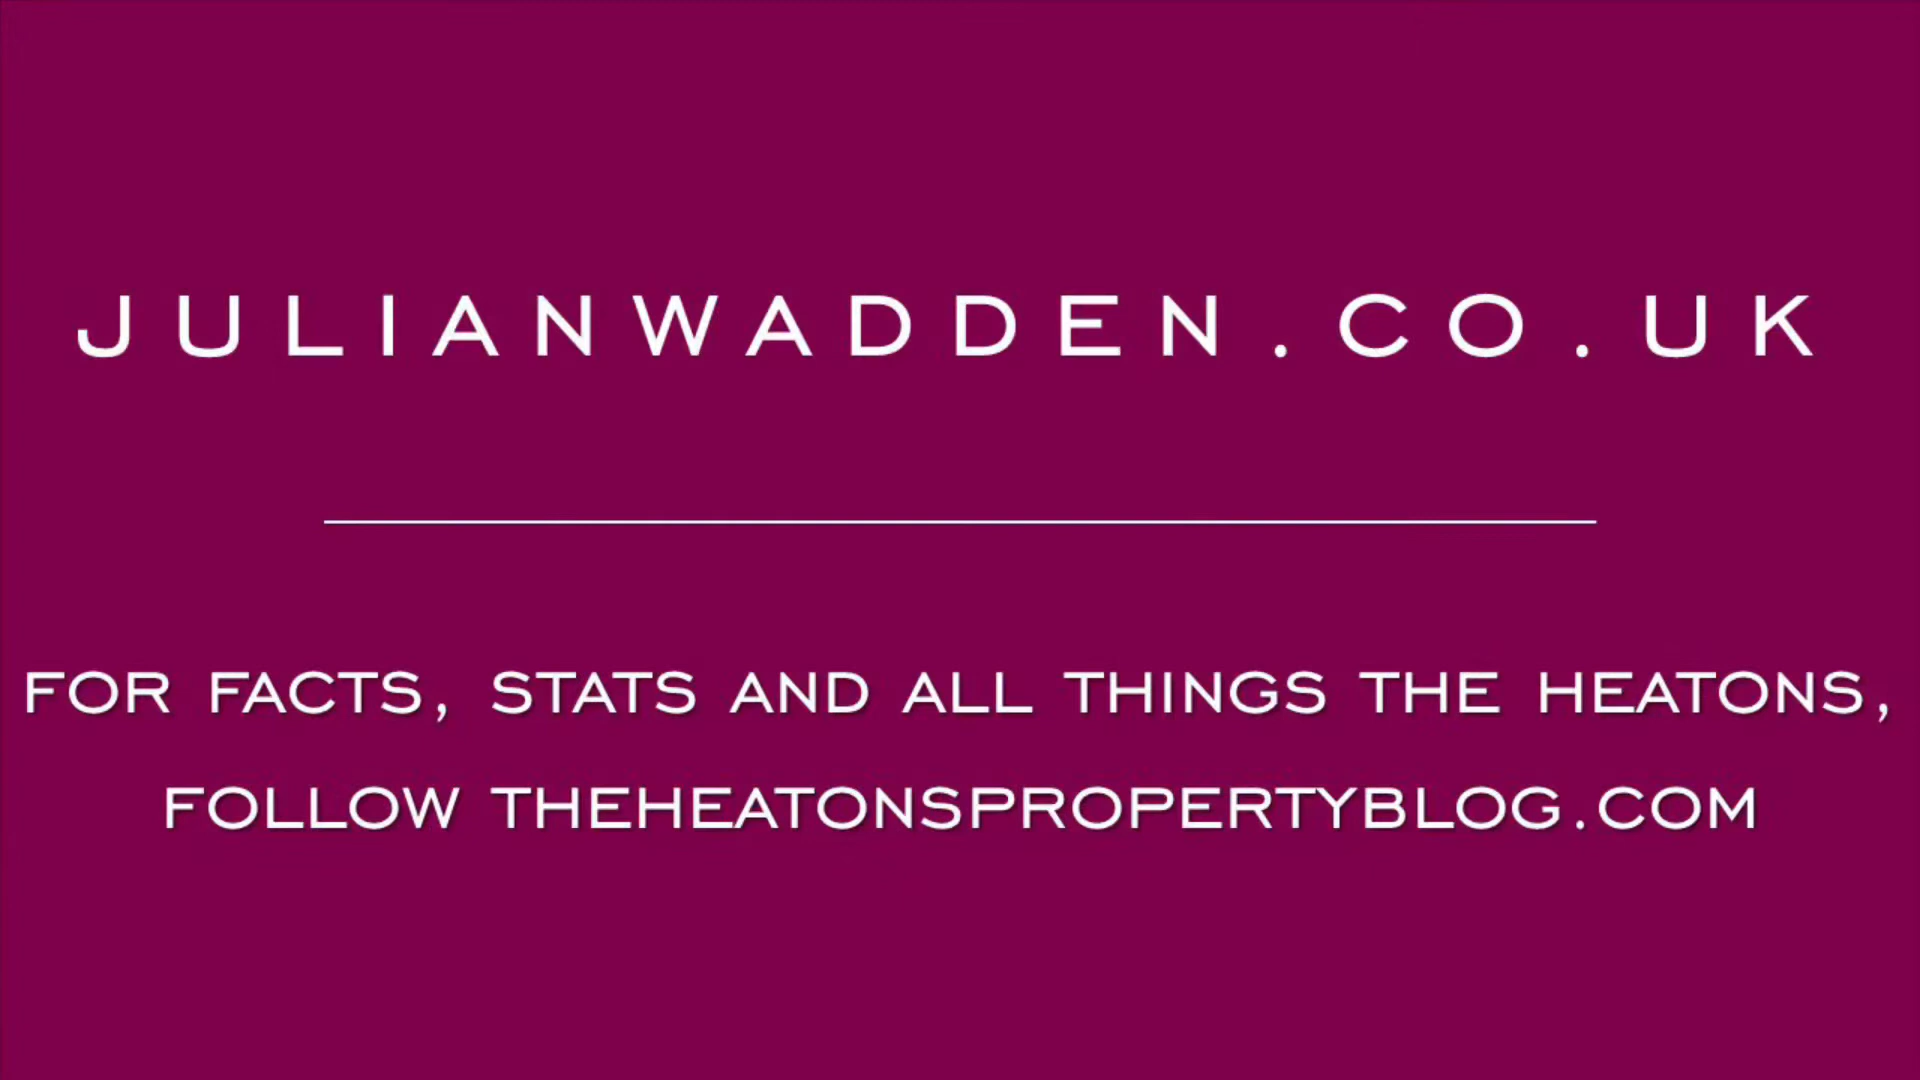 JULIANWADDEN.CO.UK
FOR FACTS, STATS AND ALL THINGS THE HEATONS,
FOLLOW THEHEATONSPROPERTYBLOG.COM